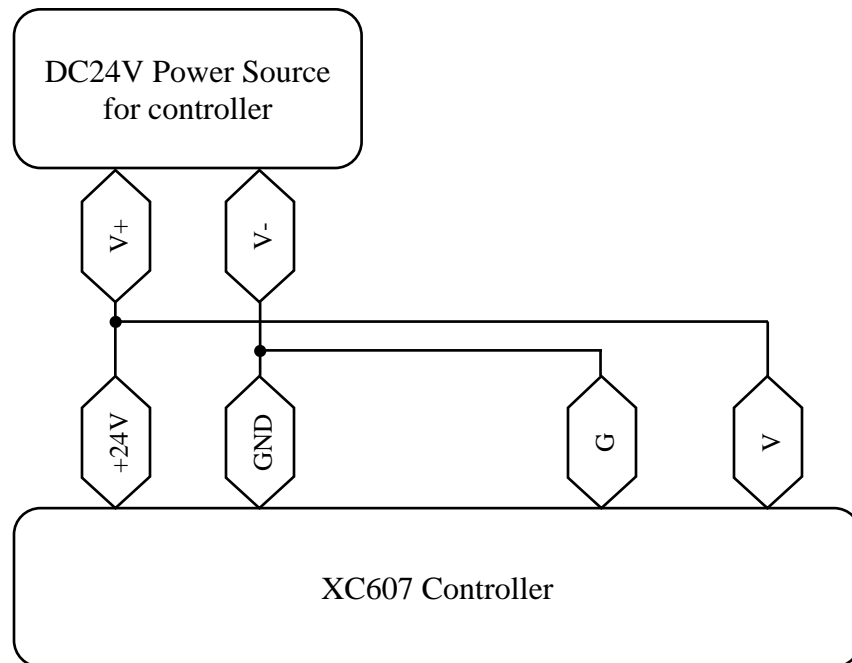 DC24V Power Source
for controller
V+
V-
+24V
GND
G
V
XC607 Controller